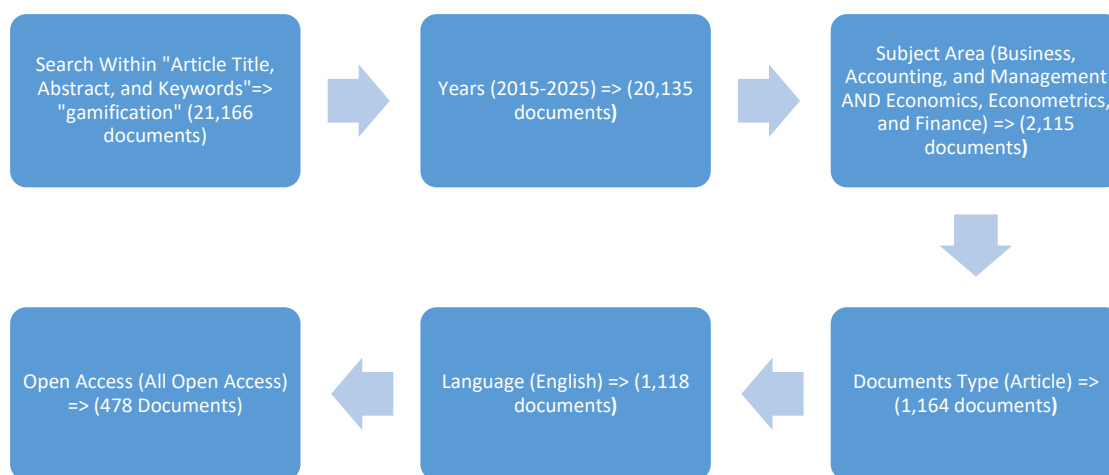 Search Within "Article Title,
Abstract, and Keywords"=>
"gamification" (21,166
documents)
Years (2015-2025) => (20,135
documents)
Subject Area (Business,
Accounting, and Management
AND Economics, Econometrics,
and Finance) => (2,115
documents)
Documents Type (Article) =>
(1,164 documents)
Language (English) => (1,118
documents)
Open Access (All Open Access)
=> (478 Documents)